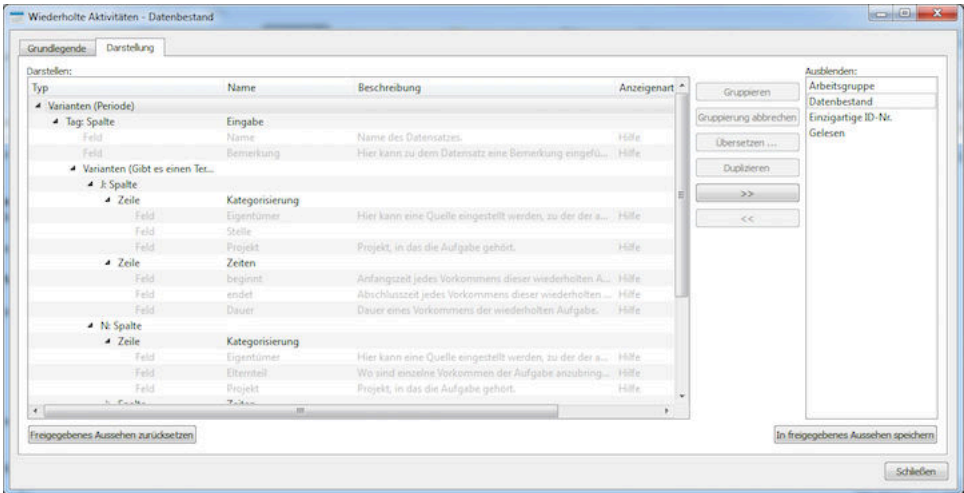 Wiederholte Aktivitäten - Datenbestand
Grundlegende Darstellung
Darstellen: Ausblenden:
Typ Name Beschreibung Anzeigenart
Varianten (Periode)
Tag: Spalte Eingabe
Feld Name Name des Datensatzes. Hilfe
Feld Bemerkung Hier kann zu dem Datensatz eine Bemerkung eingefü... Hilfe
Varianten (Gibt es einen Ter...
J: Spalte
Zeile Kategorisierung
Feld Eigentümer Hier kann eine Quelle eingestellt werden, zu der der a... Hilfe
Feld Stelle
Feld Projekt Projekt, in das die Aufgabe gehört. Hilfe
Zeile Zeiten
Feld beginnt Anfangszeit jedes Vorkommens dieser wiederholten A... Hilfe
Feld endet Abschlusszeit jedes Vorkommens dieser wiederholten ... Hilfe
Feld Dauer Dauer eines Vorkommens der wiederholten Aufgabe. Hilfe
N: Spalte
Zeile Kategorisierung
Feld Eigentümer Hier kann eine Quelle eingestellt werden, zu der der a... Hilfe
Feld Elternteil Wo sind einzelne Vorkommen der Aufgabe anzubring... Hilfe
Feld Projekt Projekt, in das die Aufgabe gehört. Hilfe
Gruppieren
Gruppierung abbrechen
Übersetzen ...
Duplizieren
>>
<<
Arbeitsgruppe
Datenbestand
Einzigartige ID-Nr.
Gelesen
Freigegebenes Aussehen zurücksetzen In freigegebenes Aussehen speichern
Schließen